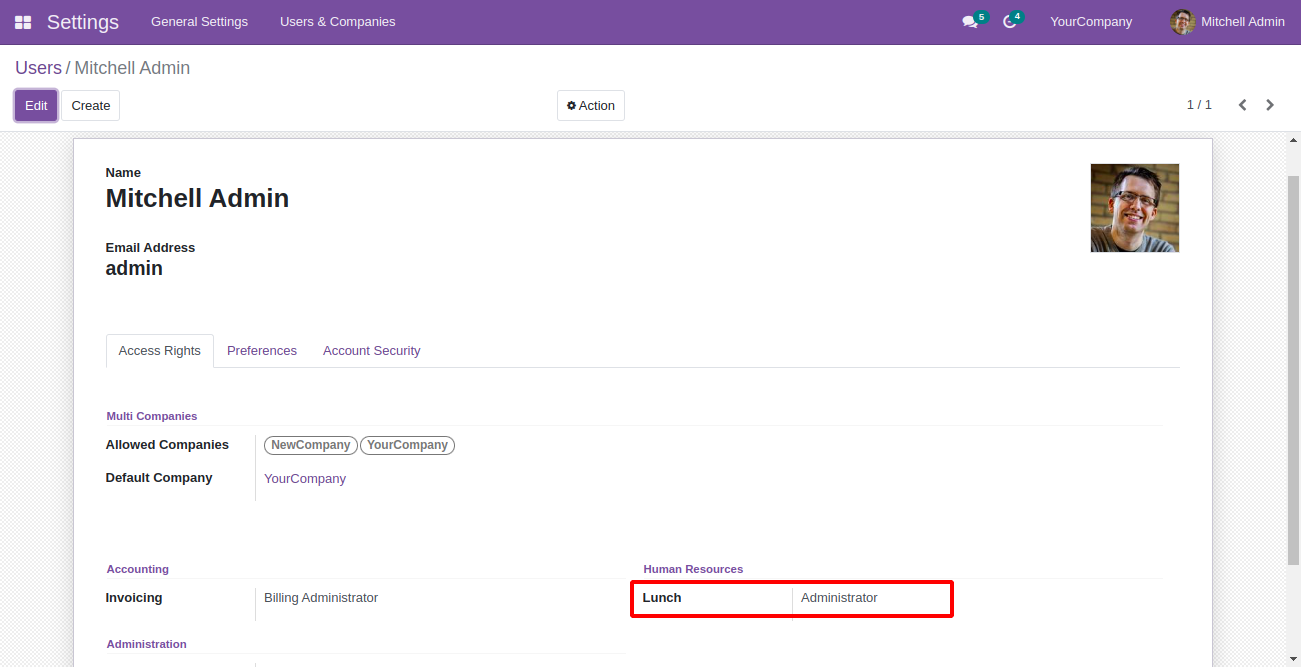 Settings General Settings Users & Companies 5 4 YourCompany Mitchell Admin
Users / Mitchell Admin
Edit Create Action 1 / 1
Name
Mitchell Admin
Email Address
admin
Access Rights Preferences Account Security
Multi Companies
Allowed Companies NewCompany YourCompany
Default Company YourCompany
Accounting Human Resources
Invoicing Billing Administrator Lunch Administrator
Administration